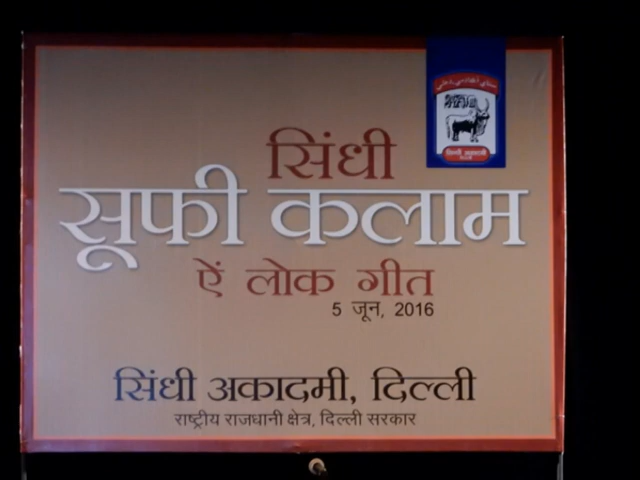 सिंधी
सूफी कलाम
ऐं लोक गीत
5 जून, 2016
सिंधी अकादमी, दिल्ली
राष्ट्रीय राजधानी क्षेत्र, दिल्ली सरकार